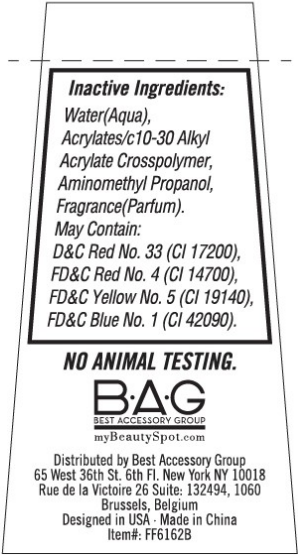 Inactive Ingredients:
Water(Aqua),
Acrylates/c10-30 Alkyl
Acrylate Crosspolymer,
Aminomethyl Propanol,
Fragrance(Parfum).
May Contain:
D&C Red No. 33 (CI 17200),
FD&C Red No. 4 (CI 14700),
FD&C Yellow No. 5 (CI 19140),
FD&C Blue No. 1 (CI 42090).
NO ANIMAL TESTING.
B·A·G
BEST ACCESSORY GROUP
myBeautySpot.com
Distributed by Best Accessory Group
65 West 36th St. 6th Fl. New York NY 10018
Rue de la Victoire 26 Suite: 132494, 1060
Brussels, Belgium
Designed in USA · Made in China
Item#: FF6162B